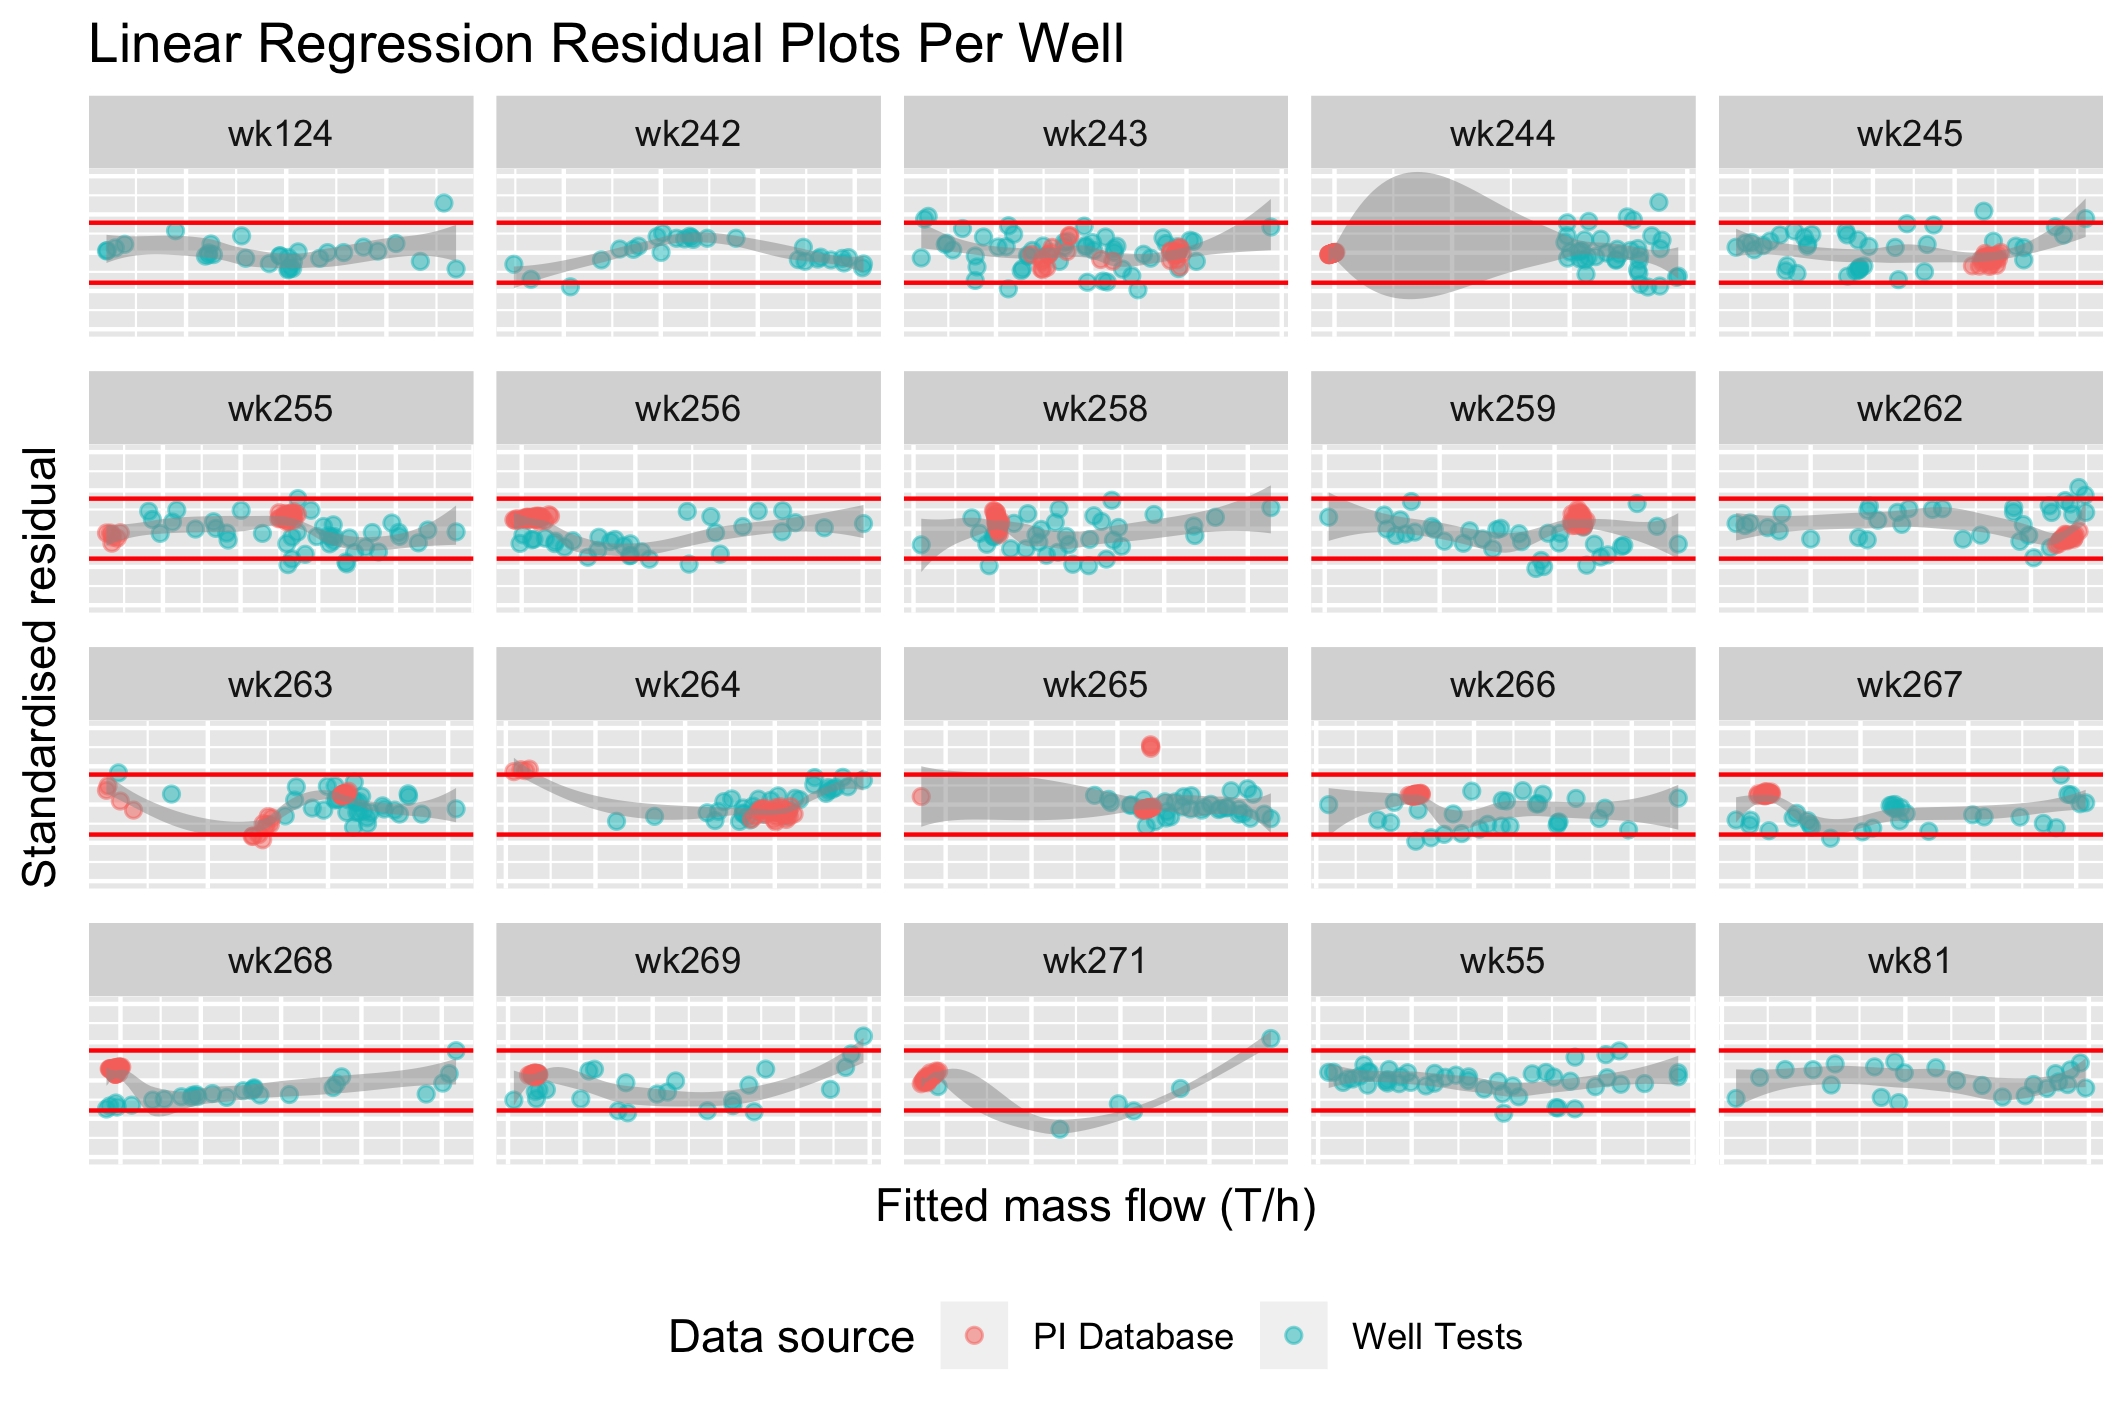 Linear Regression Residual Plots Per Well
wk124 wk242 wk243 wk244 wk245
wk255 wk256 wk258 wk259 wk262
wk263 wk264 wk265 wk266 wk267
wk268 wk269 wk271 wk55 wk81
Standardised residual
Fitted mass flow (T/h)
Data source PI Database Well Tests